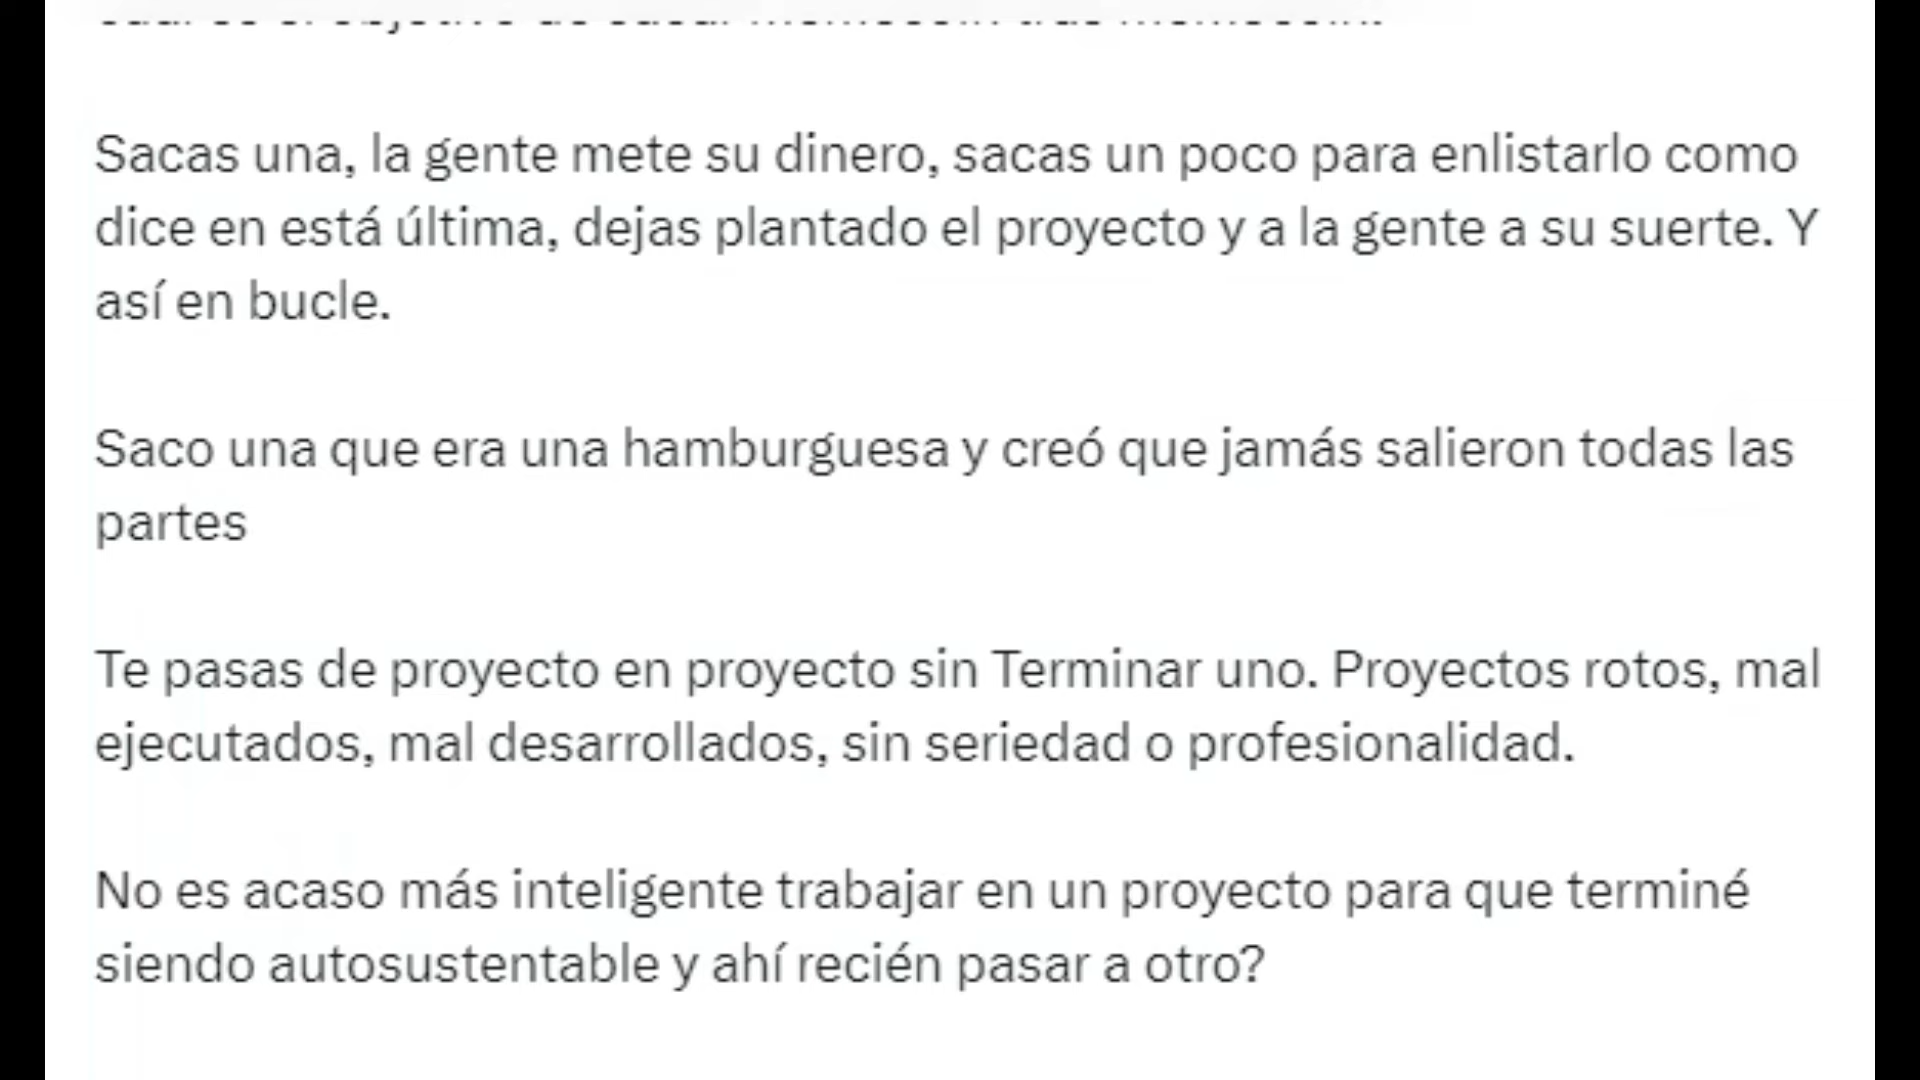 Sacas una, la gente mete su dinero, sacas un poco para enlistarlo como
dice en está última, dejas plantado el proyecto y a la gente a su suerte. Y
así en bucle.
Saco una que era una hamburguesa y creó que jamás salieron todas las
partes
Te pasas de proyecto en proyecto sin Terminar uno. Proyectos rotos, mal
ejecutados, mal desarrollados, sin seriedad o profesionalidad.
No es acaso más inteligente trabajar en un proyecto para que terminé
siendo autosustentable y ahí recién pasar a otro?